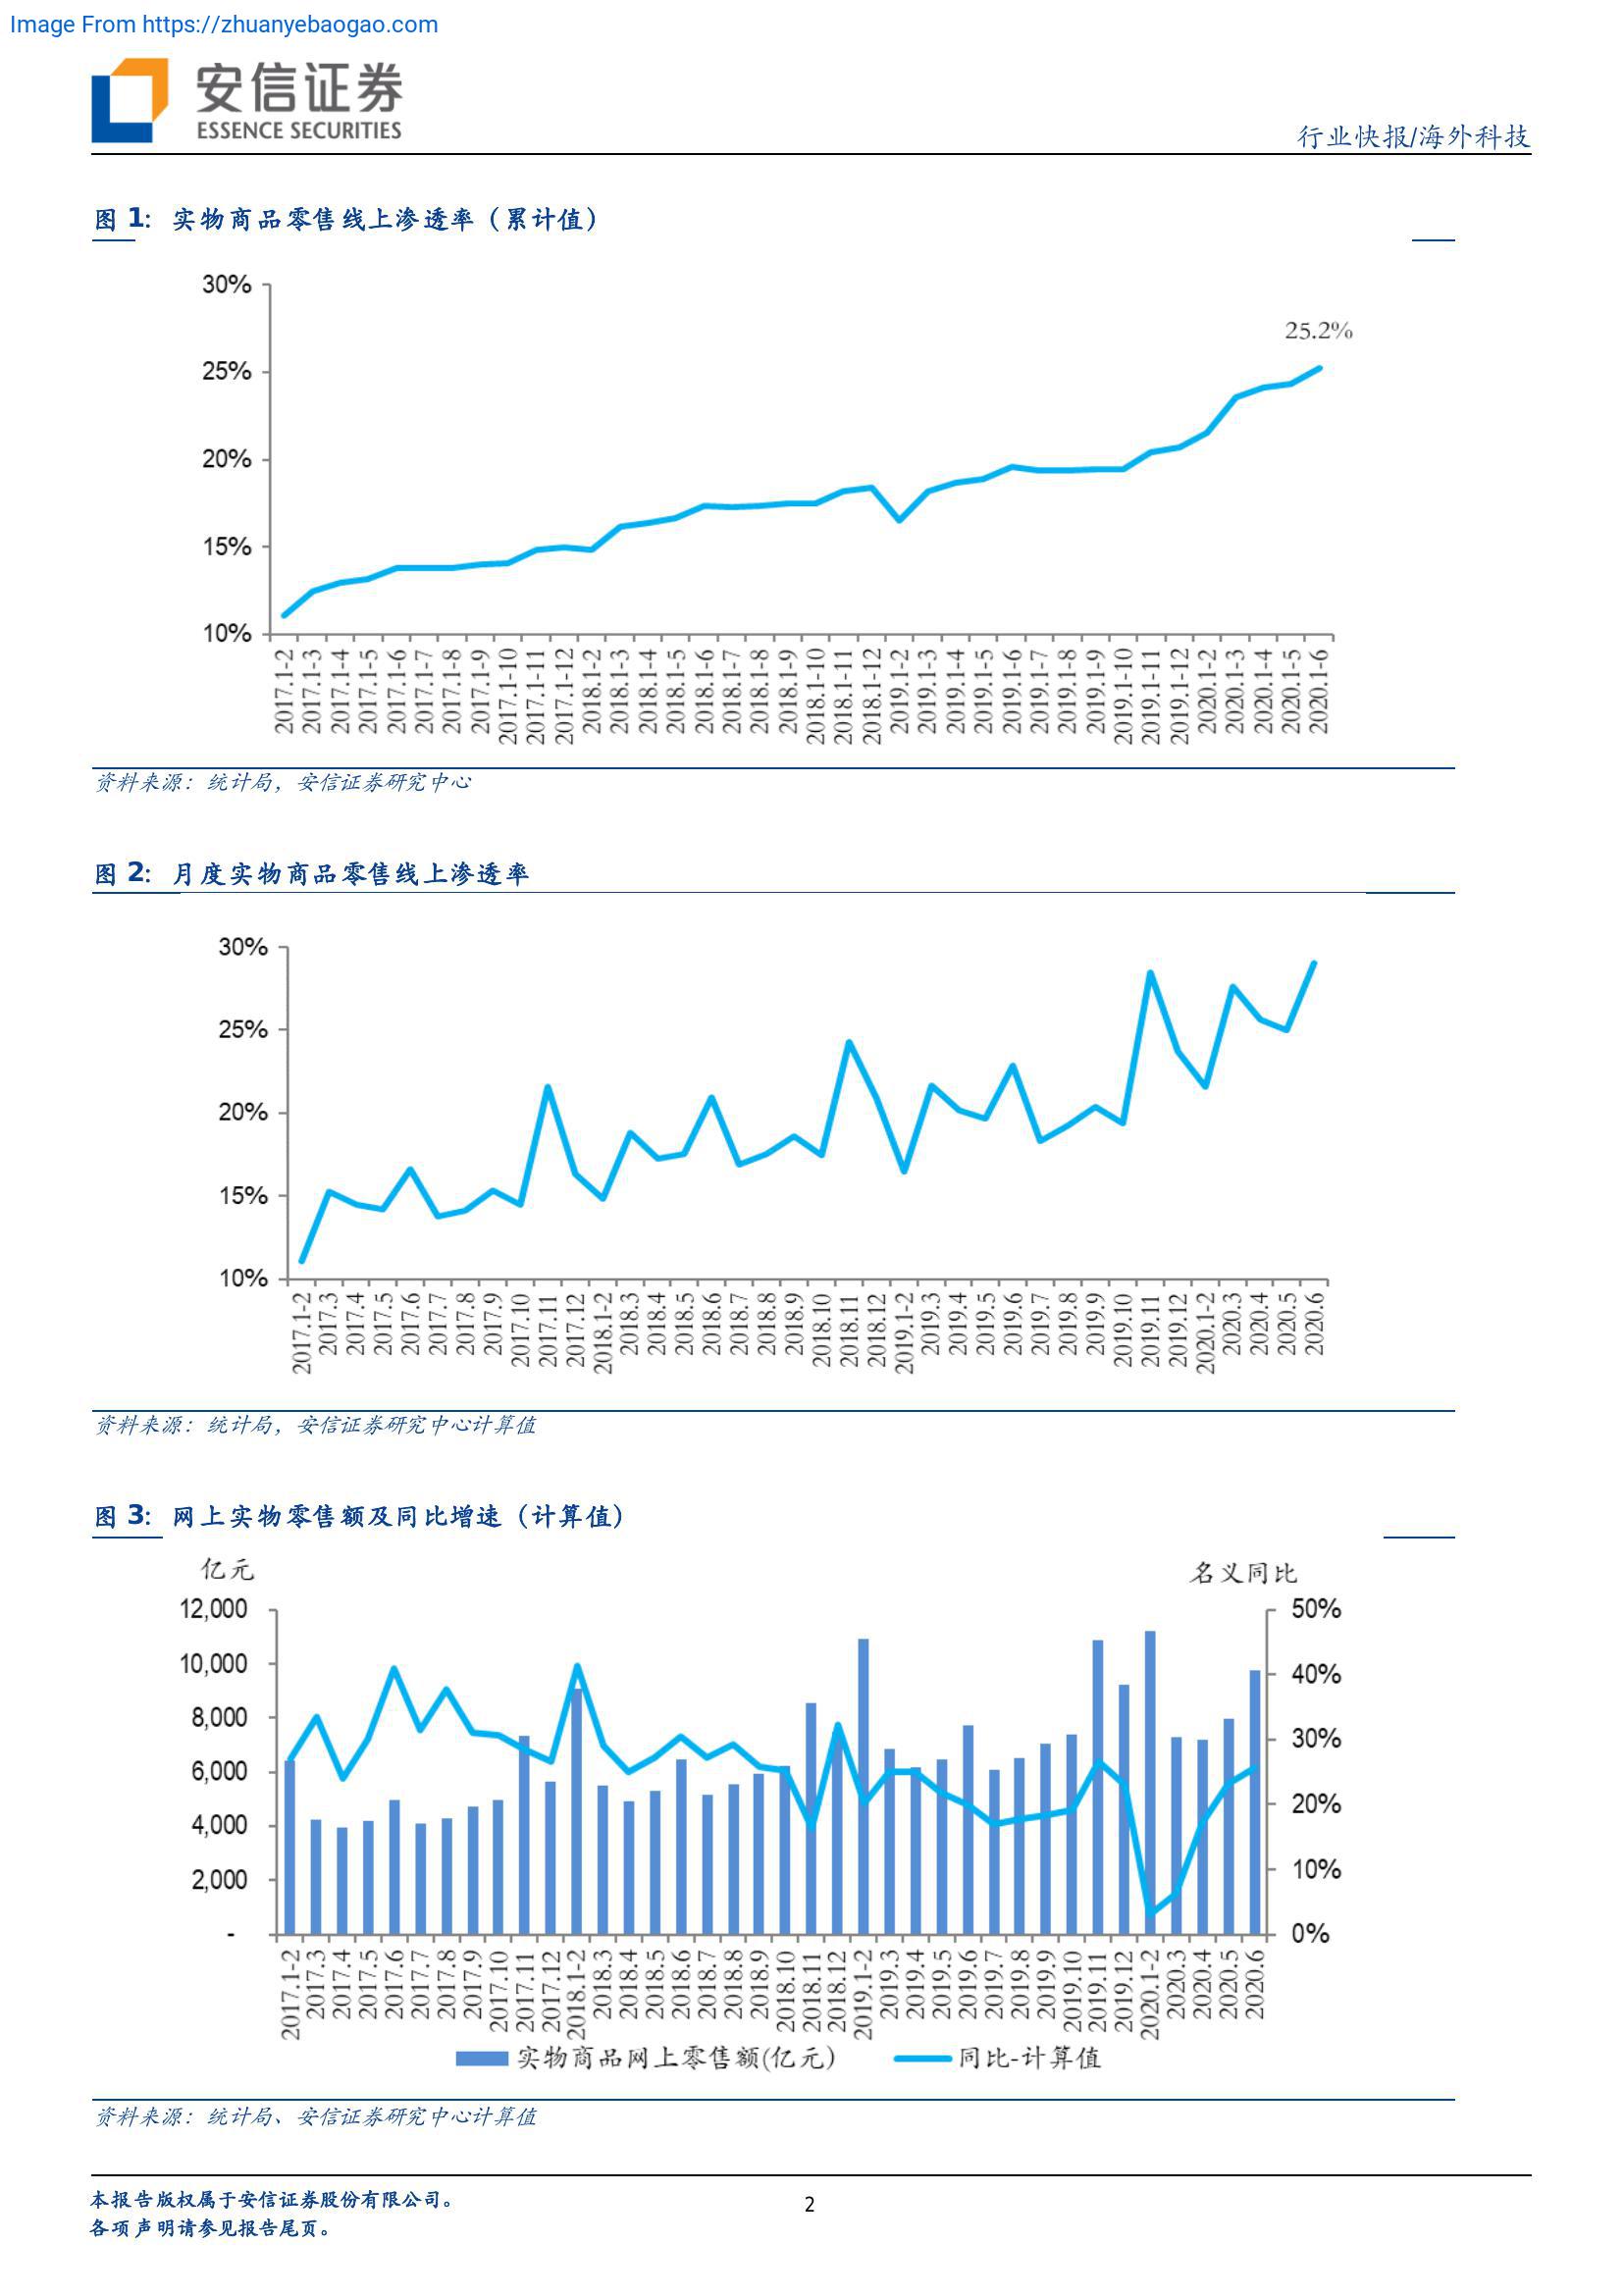 Image From https://zhuanyebaogao.com
安信证券
ESSENCE SECURITIES
行业快报/海外科技
图 1: 实物商品零售线上渗透率（累计值）
30%
25.2%
25%
20%
15%
10%
2017.1-2 2017.1-3 2017.1-4 2017.1-5 2017.1-6 2017.1-7 2017.1-8 2017.1-9 2017.1-10 2017.1-11 2017.1-12 2018.1-2 2018.1-3 2018.1-4 2018.1-5 2018.1-6 2018.1-7 2018.1-8 2018.1-9 2018.1-10 2018.1-11 2018.1-12 2019.1-2 2019.1-3 2019.1-4 2019.1-5 2019.1-6 2019.1-7 2019.1-8 2019.1-9 2019.1-10 2019.1-11 2019.1-12 2020.1-2 2020.1-3 2020.1-4 2020.1-5 2020.1-6
资料来源：统计局，安信证券研究中心
图 2: 月度实物商品零售线上渗透率
30%
25%
20%
15%
10%
2017.1-2 2017.3 2017.4 2017.5 2017.6 2017.7 2017.8 2017.9 2017.10 2017.11 2017.12 2018.1-2 2018.3 2018.4 2018.5 2018.6 2018.7 2018.8 2018.9 2018.10 2018.11 2018.12 2019.1-2 2019.3 2019.4 2019.5 2019.6 2019.7 2019.8 2019.9 2019.10 2019.11 2019.12 2020.1-2 2020.3 2020.4 2020.5 2020.6
资料来源：统计局，安信证券研究中心计算值
图 3: 网上实物零售额及同比增速（计算值）
亿元 名义同比
12,000 50%
10,000 40%
8,000 30%
6,000 20%
4,000 10%
2,000 0%
-
2017.1-2 2017.3 2017.4 2017.5 2017.6 2017.7 2017.8 2017.9 2017.10 2017.11 2017.12 2018.1-2 2018.3 2018.4 2018.5 2018.6 2018.7 2018.8 2018.9 2018.10 2018.11 2018.12 2019.1-2 2019.3 2019.4 2019.5 2019.6 2019.7 2019.8 2019.9 2019.10 2019.11 2019.12 2020.1-2 2020.3 2020.4 2020.5 2020.6
实物商品网上零售额(亿元) 同比-计算值
资料来源：统计局、安信证券研究中心计算值
本报告版权属于安信证券股份有限公司。
各项声明请参见报告尾页。
2